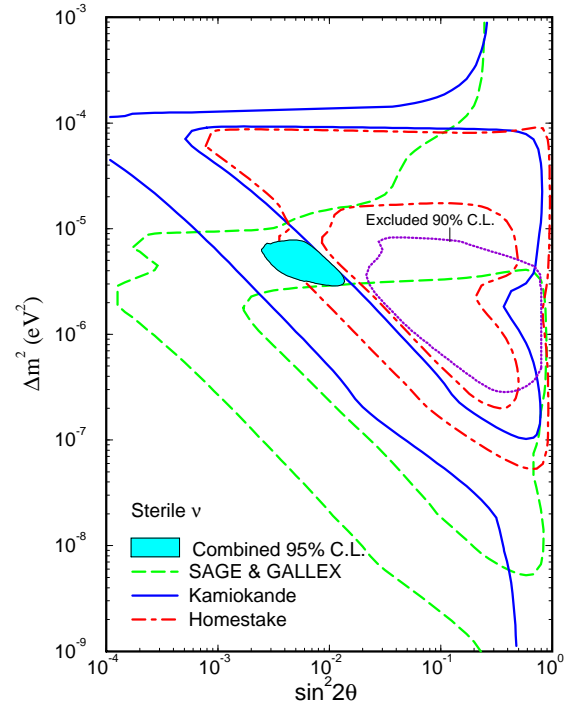 10^-3
10^-4
10^-5
10^-6
10^-7
10^-8
10^-9
Δm^2 (eV^2)
Excluded 90% C.L.
Sterile ν
Combined 95% C.L.
SAGE & GALLEX
Kamiokande
Homestake
10^-4 10^-3 10^-2 10^-1 10^0
sin^2 2θ